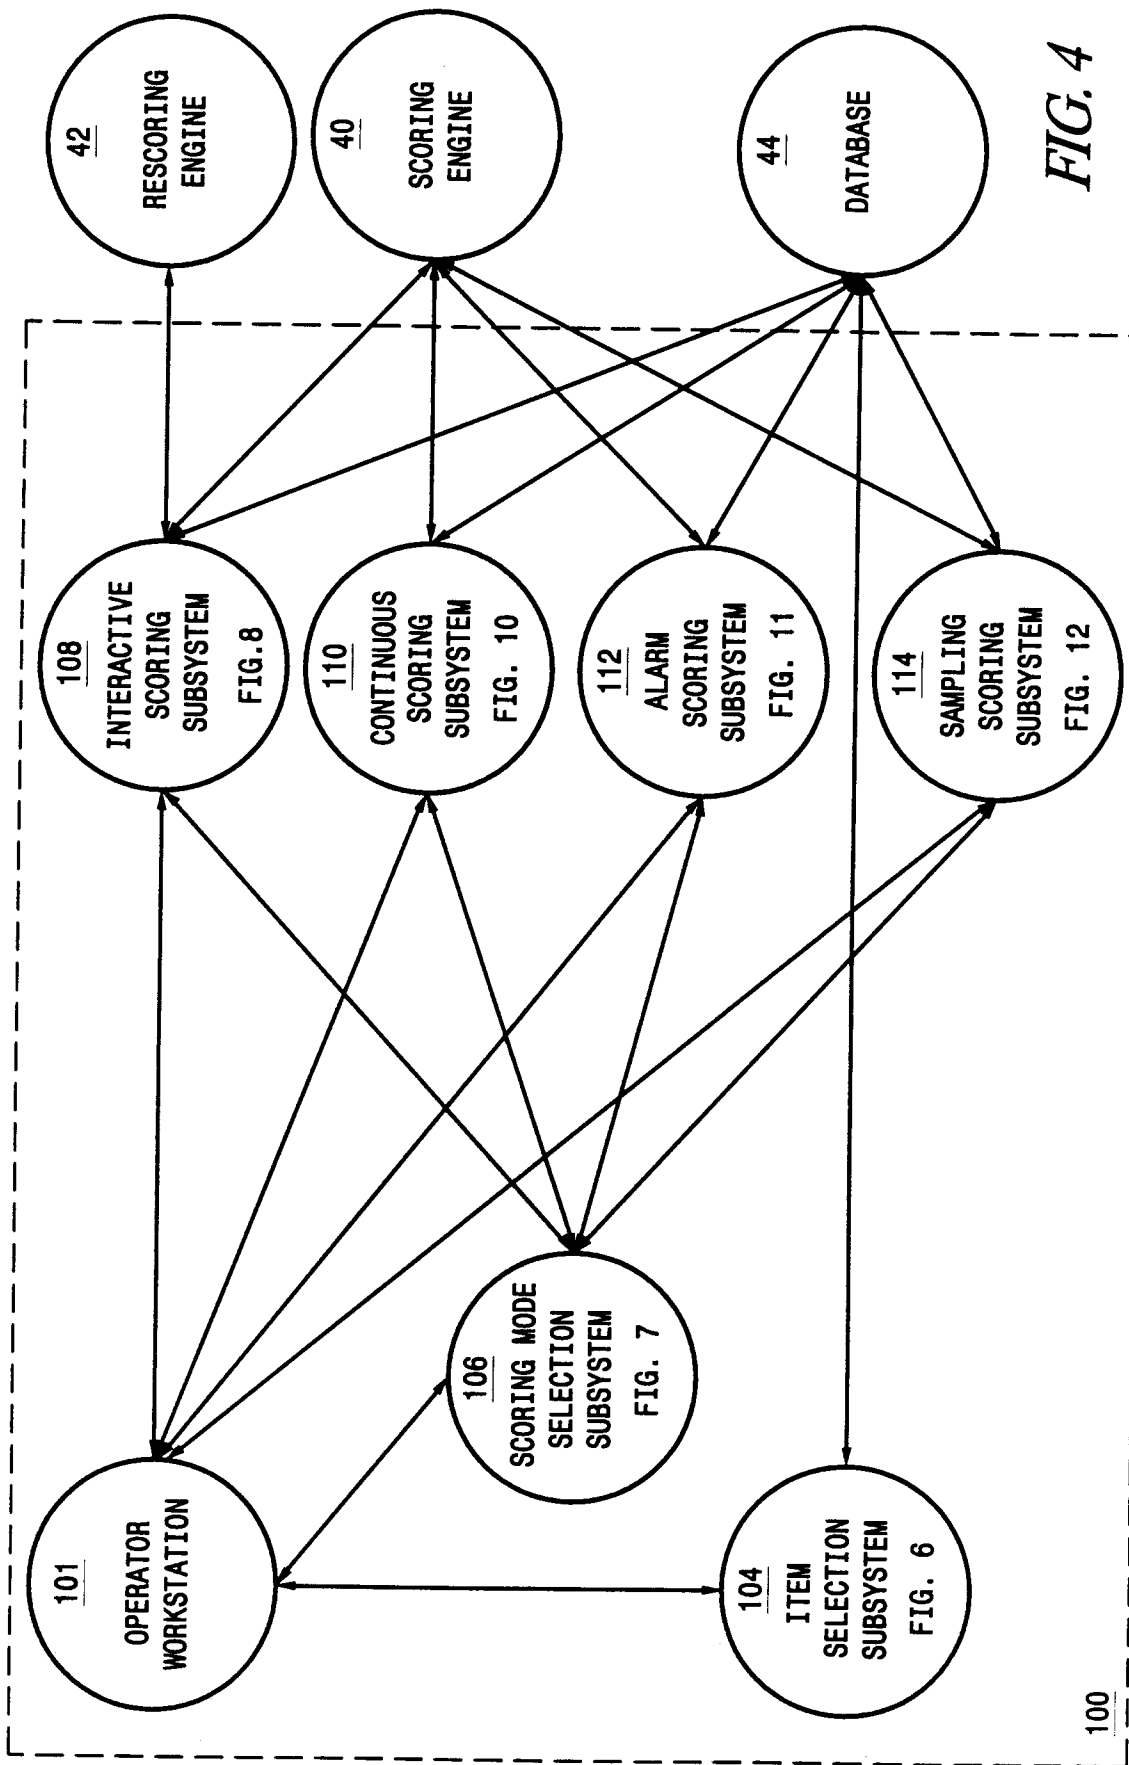 101
OPERATOR
WORKSTATION
104
ITEM
SELECTION
SUBSYSTEM
FIG. 6
106
SCORING MODE
SELECTION
SUBSYSTEM
FIG. 7
108
INTERACTIVE
SCORING
SUBSYSTEM
FIG.8
110
CONTINUOUS
SCORING
SUBSYSTEM
FIG. 10
112
ALARM
SCORING
SUBSYSTEM
FIG. 11
114
SAMPLING
SCORING
SUBSYSTEM
FIG. 12
42
RESCORING
ENGINE
40
SCORING
ENGINE
44
DATABASE
100
FIG. 4